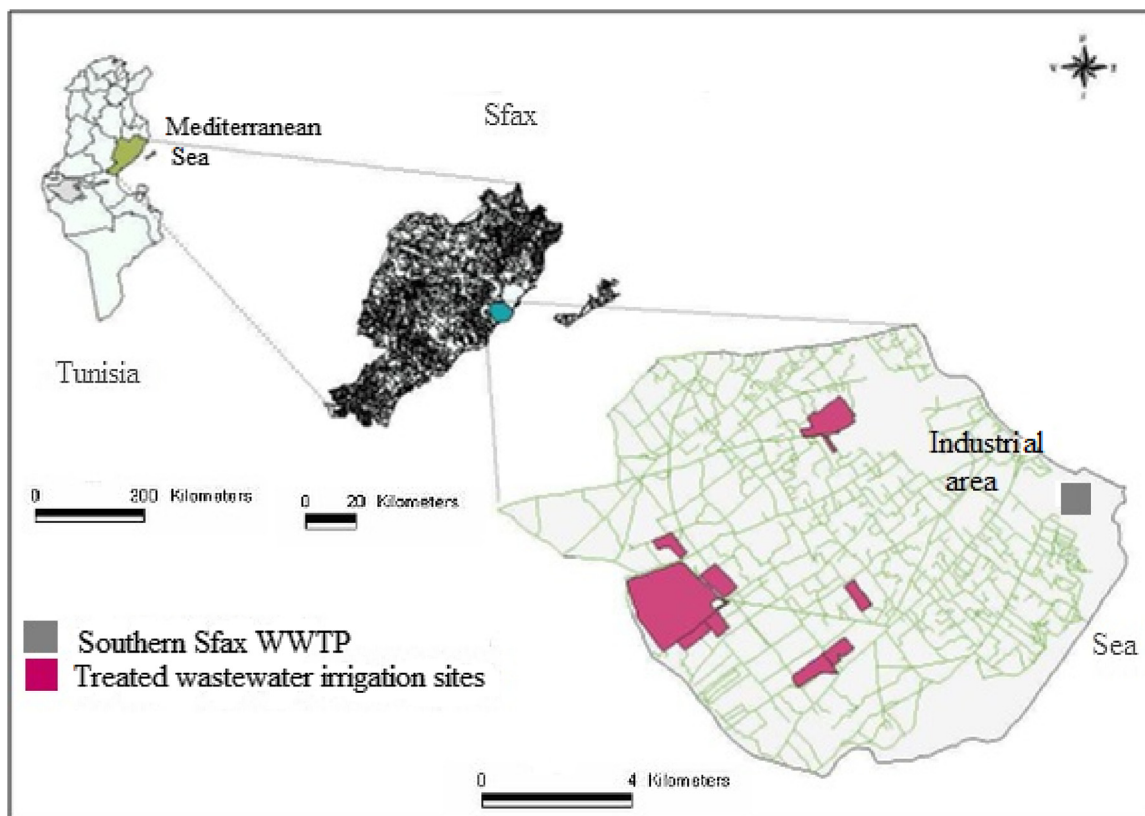 Sfax
Mediterranean
Sea
Tunisia
0 200 Kilometers
0 20 Kilometers
Industrial
area
Southern Sfax WWTP
Treated wastewater irrigation sites
Sea
0 4 Kilometers